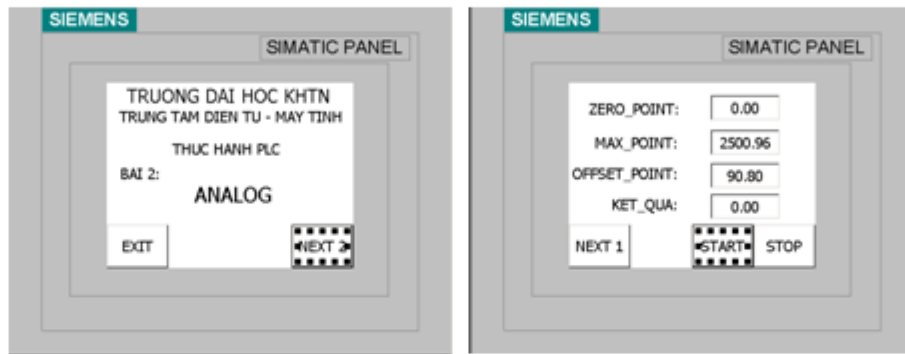 SIEMENS
SIMATIC PANEL
TRUONG DAI HOC KHTN
TRUNG TAM DIEN TU - MAY TINH
THUC HANH PLC
BAI 2:
ANALOG
EXIT
NEXT 2
SIEMENS
SIMATIC PANEL
ZERO_POINT: 0.00
MAX_POINT: 2500.96
OFFSET_POINT: 90.80
KET_QUA: 0.00
NEXT 1
START
STOP